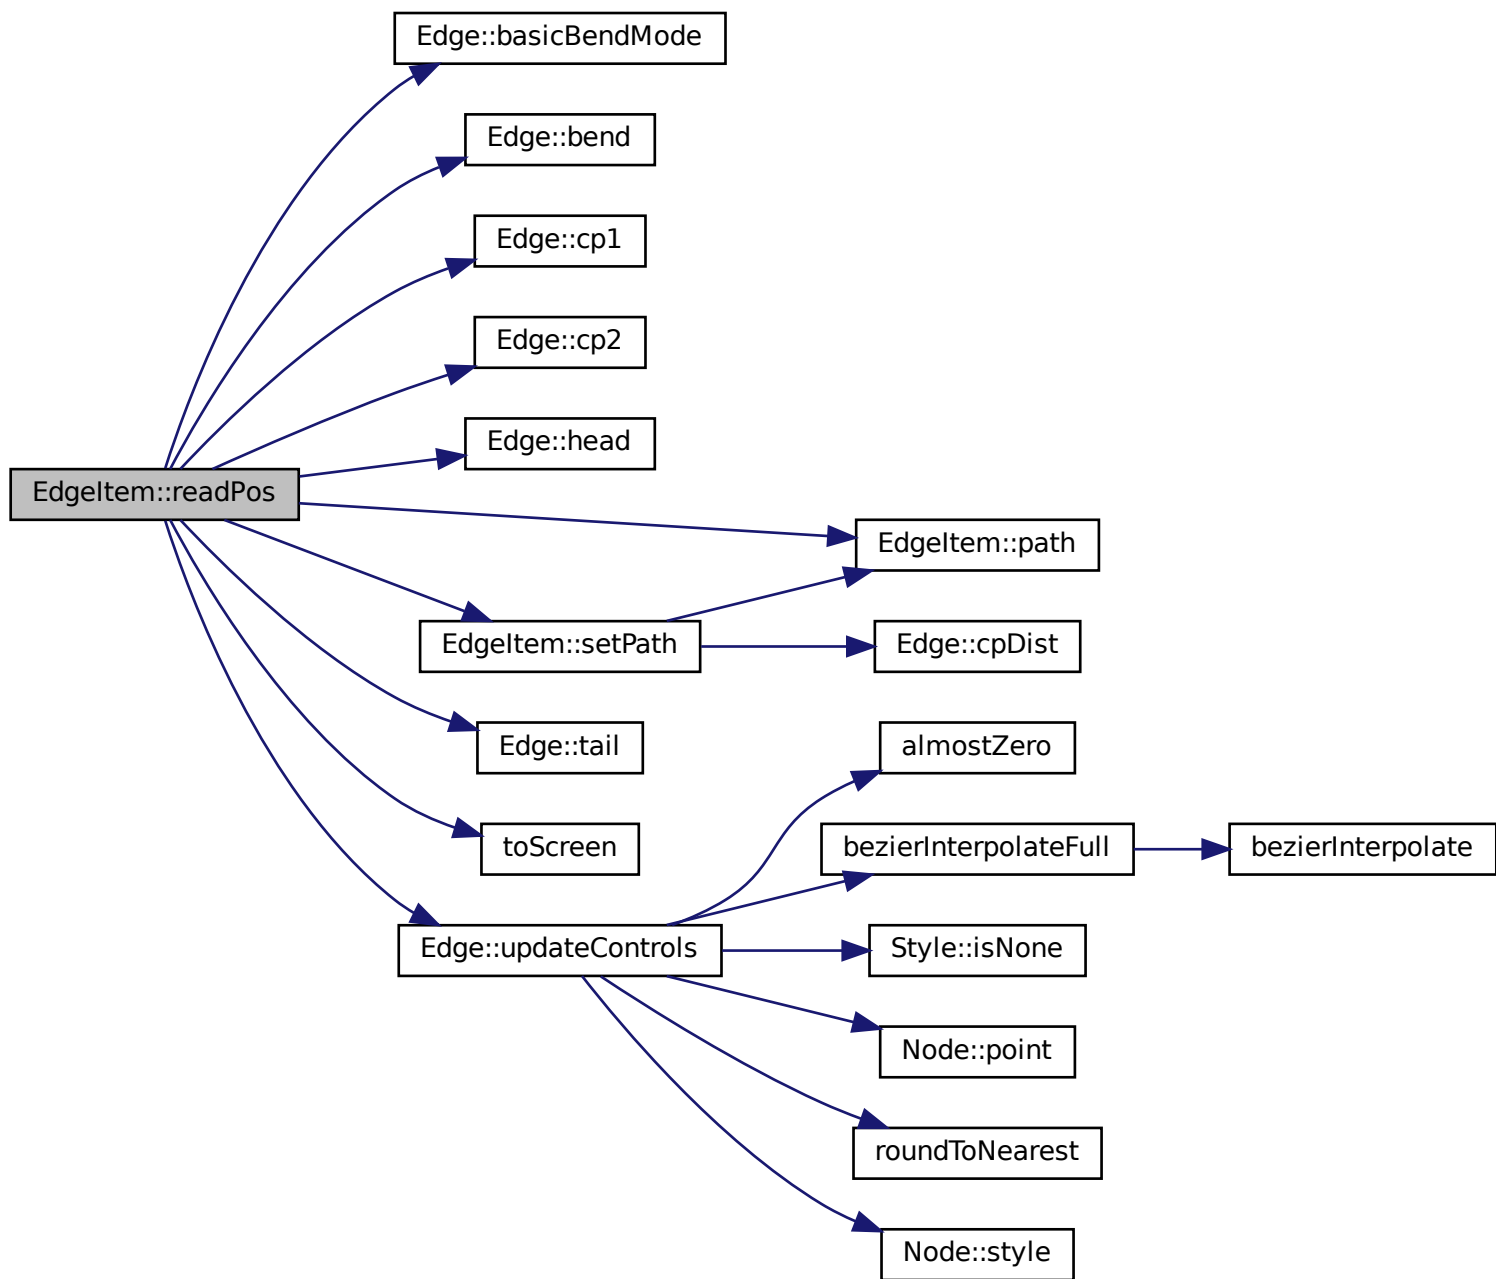 Edge::basicBendMode
Edge::bend
Edge::cp1
Edge::cp2
Edge::head
EdgeItem::readPos
EdgeItem::path
EdgeItem::setPath
Edge::cpDist
Edge::tail
almostZero
toScreen
bezierInterpolateFull
bezierInterpolate
Edge::updateControls
Style::isNone
Node::point
roundToNearest
Node::style